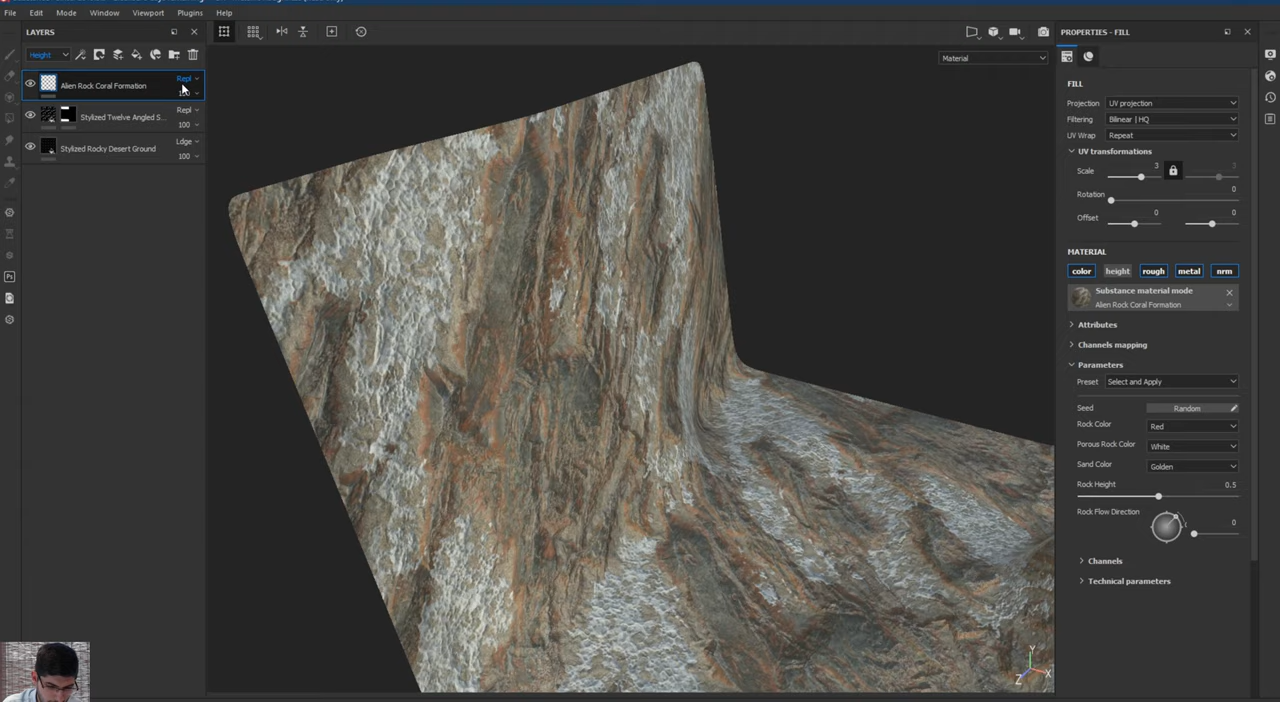 File Edit Mode Window Viewport Plugins Help
LAYERS
Height
Alien Rock Coral Formation Repl
Stylized Twelve Angled S... Repl
100
Stylized Rocky Desert Ground Ldge
100
Ps
Material
Y
X
Z
PROPERTIES - FILL
FILL
Projection UV projection
Filtering Bilinear | HQ
UV Wrap Repeat
UV transformations
Scale 3 3
Rotation 0
Offset 0 0
MATERIAL
color height rough metal nrm
Substance material mode
Alien Rock Coral Formation
Attributes
Channels mapping
Parameters
Preset Select and Apply
Seed Random
Rock Color Red
Porous Rock Color White
Sand Color Golden
Rock Height 0.5
Rock Flow Direction 0
Channels
Technical parameters